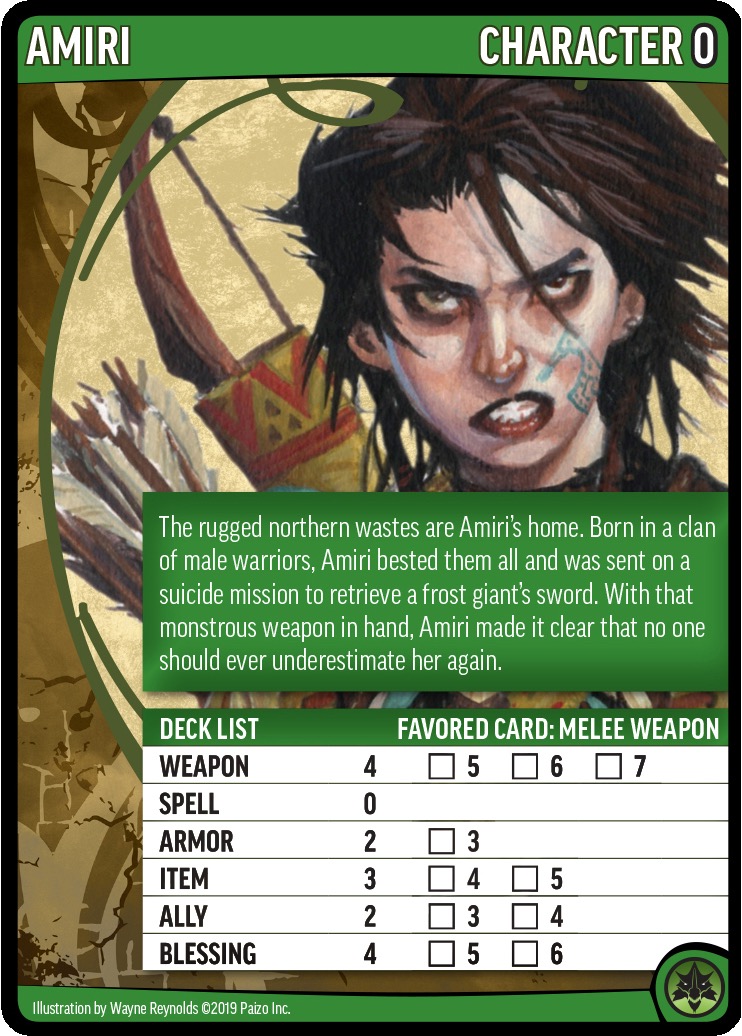 AMIRI CHARACTER 0
The rugged northern wastes are Amiri’s home. Born in a clan
of male warriors, Amiri bested them all and was sent on a
suicide mission to retrieve a frost giant’s sword. With that
monstrous weapon in hand, Amiri made it clear that no one
should ever underestimate her again.
DECK LIST FAVORED CARD: MELEE WEAPON
WEAPON 4 ☐ 5 ☐ 6 ☐ 7
SPELL 0
ARMOR 2 ☐ 3
ITEM 3 ☐ 4 ☐ 5
ALLY 2 ☐ 3 ☐ 4
BLESSING 4 ☐ 5 ☐ 6
Illustration by Wayne Reynolds ©2019 Paizo Inc.